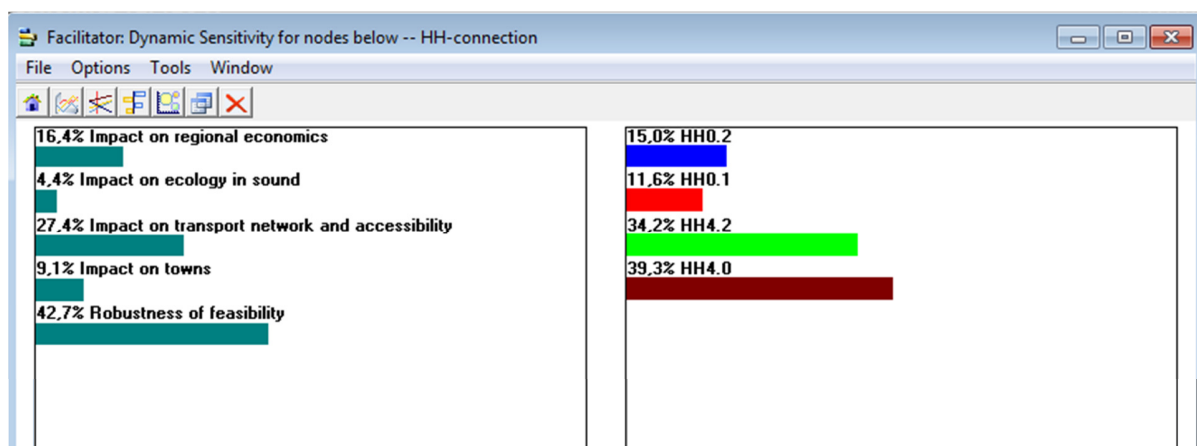 Facilitator: Dynamic Sensitivity for nodes below -- HH-connection
File Options Tools Window
16,4% Impact on regional economics
4,4% Impact on ecology in sound
27,4% Impact on transport network and accessibility
9,1% Impact on towns
42,7% Robustness of feasibility
15,0% HH0.2
11,6% HH0.1
34,2% HH4.2
39,3% HH4.0